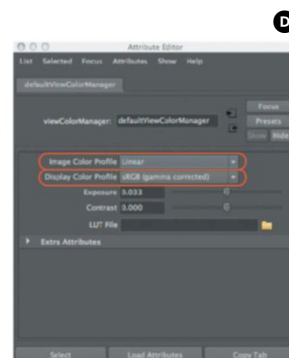 D
Attribute Editor
List Selected Focus Attributes Show Help
defaultViewColorManager
viewColorManager: defaultViewColorManager
Focus
Presets
Show Hide
Image Color Profile Linear
Display Color Profile sRGB (gamma corrected)
Exposure 0.033
Contrast 0.000
LUT File
Extra Attributes
Select Load Attributes Copy Tab